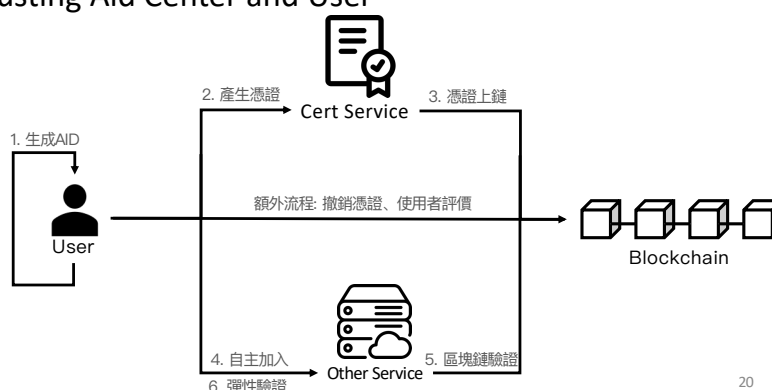 Aid Center and User
2. 產生憑證
3. 憑證上鏈
Cert Service
1. 生成AID
額外流程: 撤銷憑證、使用者評價
User
Blockchain
4. 自主加入
Other Service
5. 區塊鏈驗證
6. 彈性驗證
20